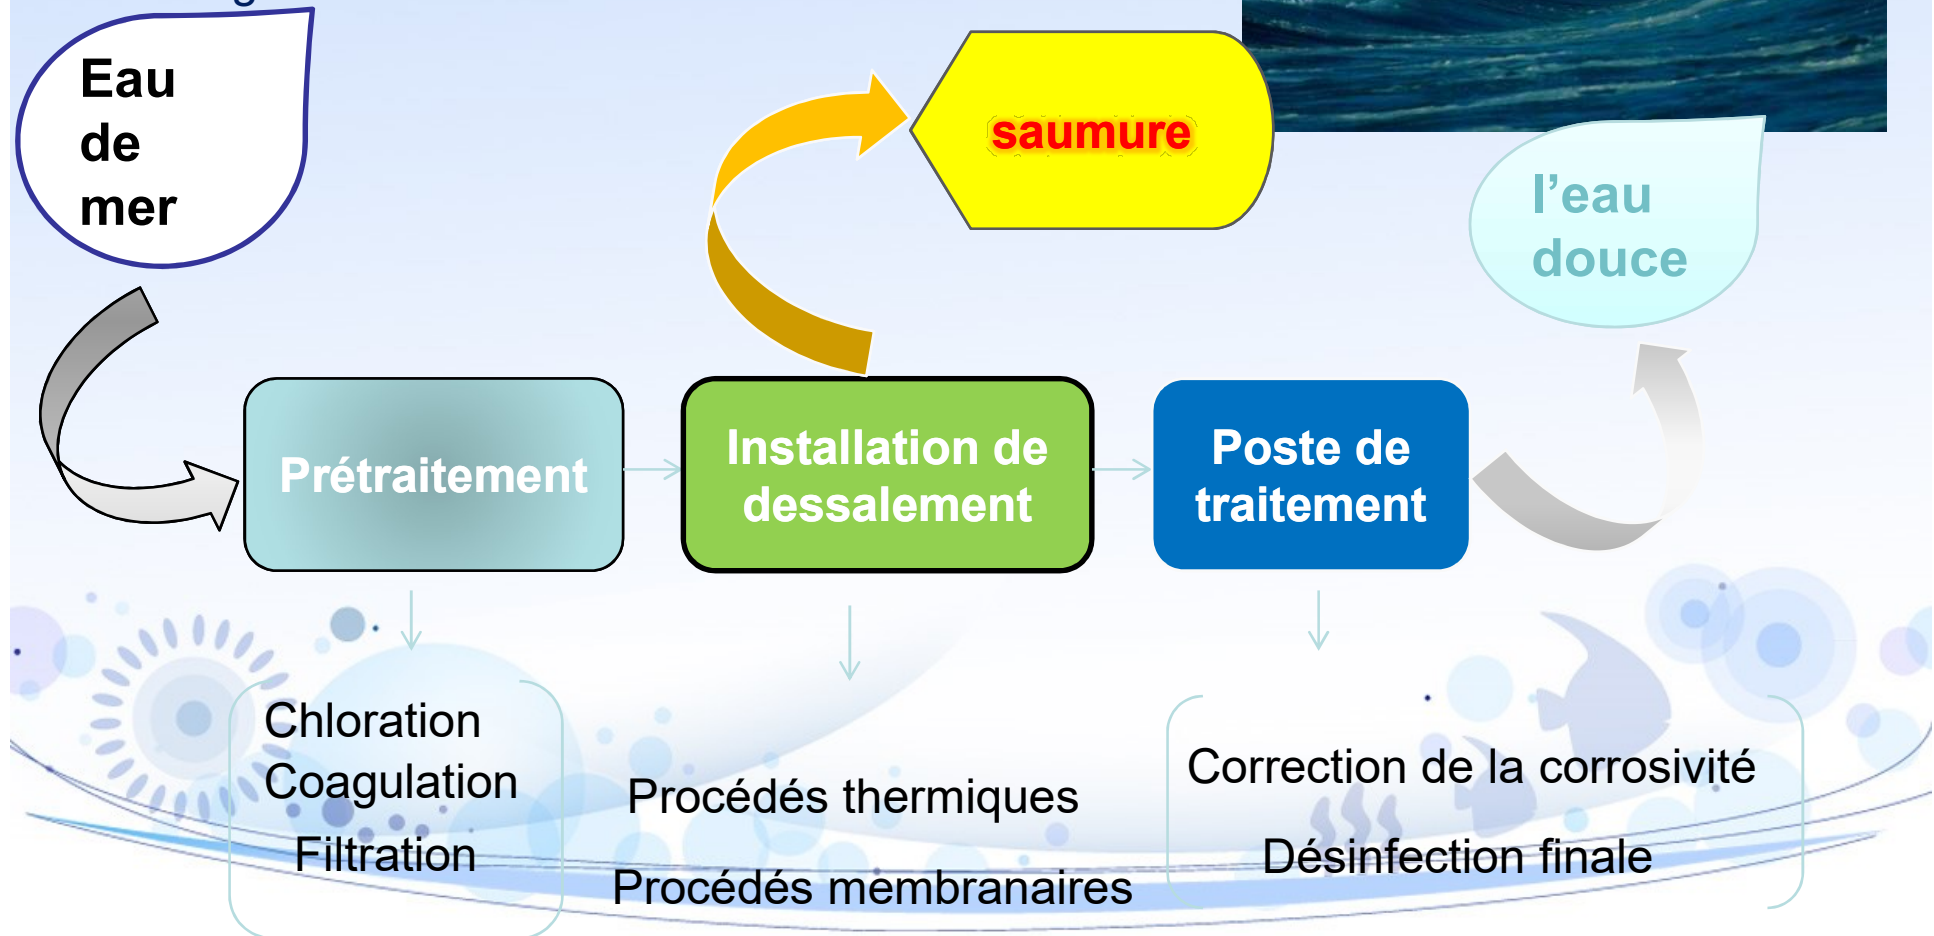 Eau
de
mer
saumure
l’eau
douce
Prétraitement
Installation de
dessalement
Poste de
traitement
Chloration
Coagulation
Filtration
Procédés thermiques
Procédés membranaires
Correction de la corrosivité
Désinfection finale